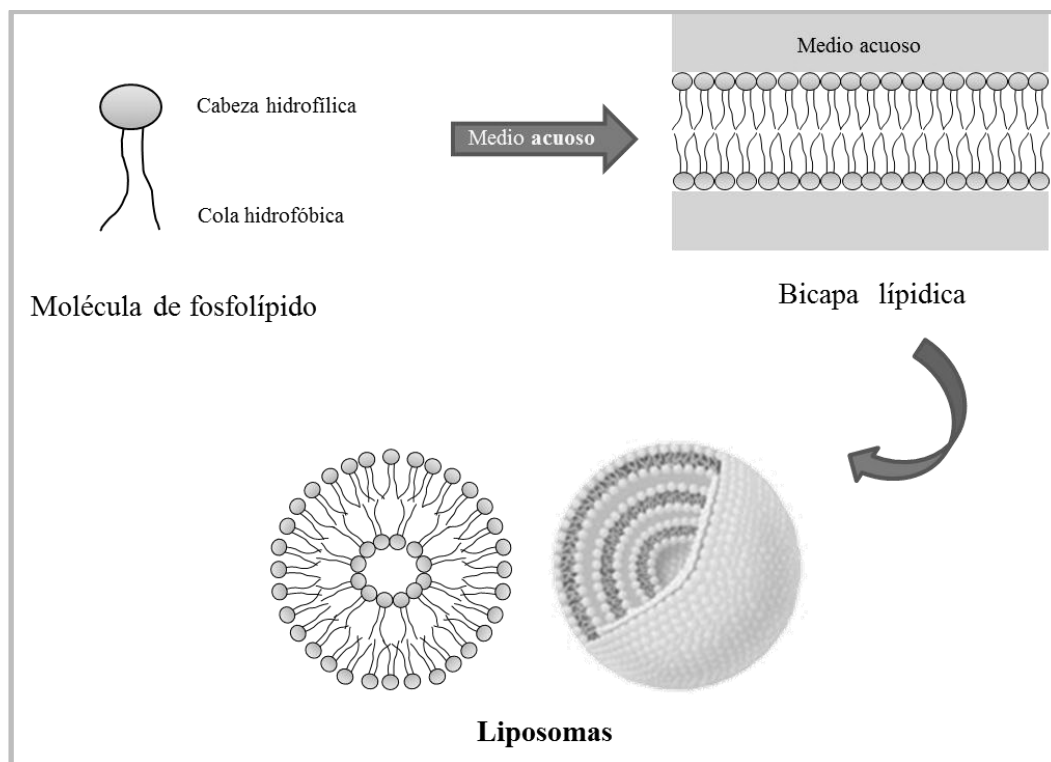 Medio acuoso
Cabeza hidrofílica
Medio acuoso
Cola hidrofóbica
Molécula de fosfolípido
Bicapa lípidica
Liposomas